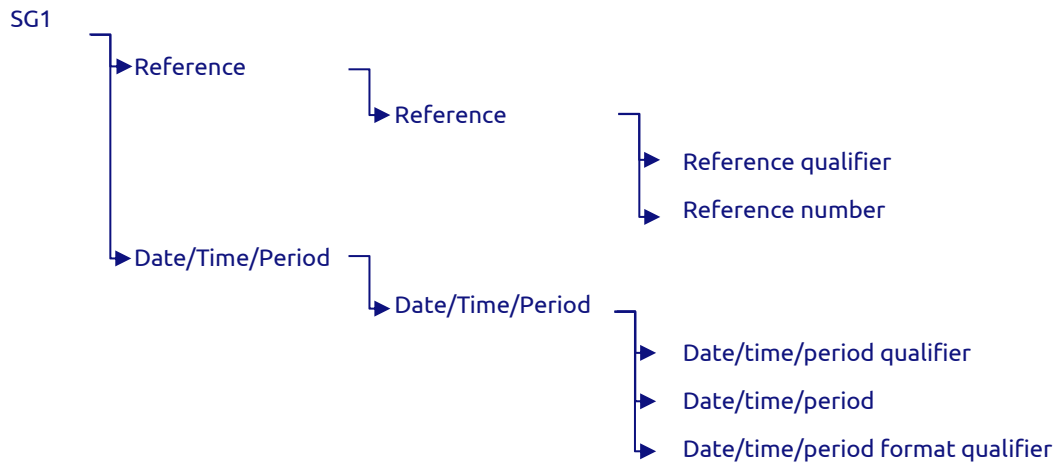 SG1
Reference
Reference
Reference qualifier
Reference number
Date/Time/Period
Date/Time/Period
Date/time/period qualifier
Date/time/period
Date/time/period format qualifier